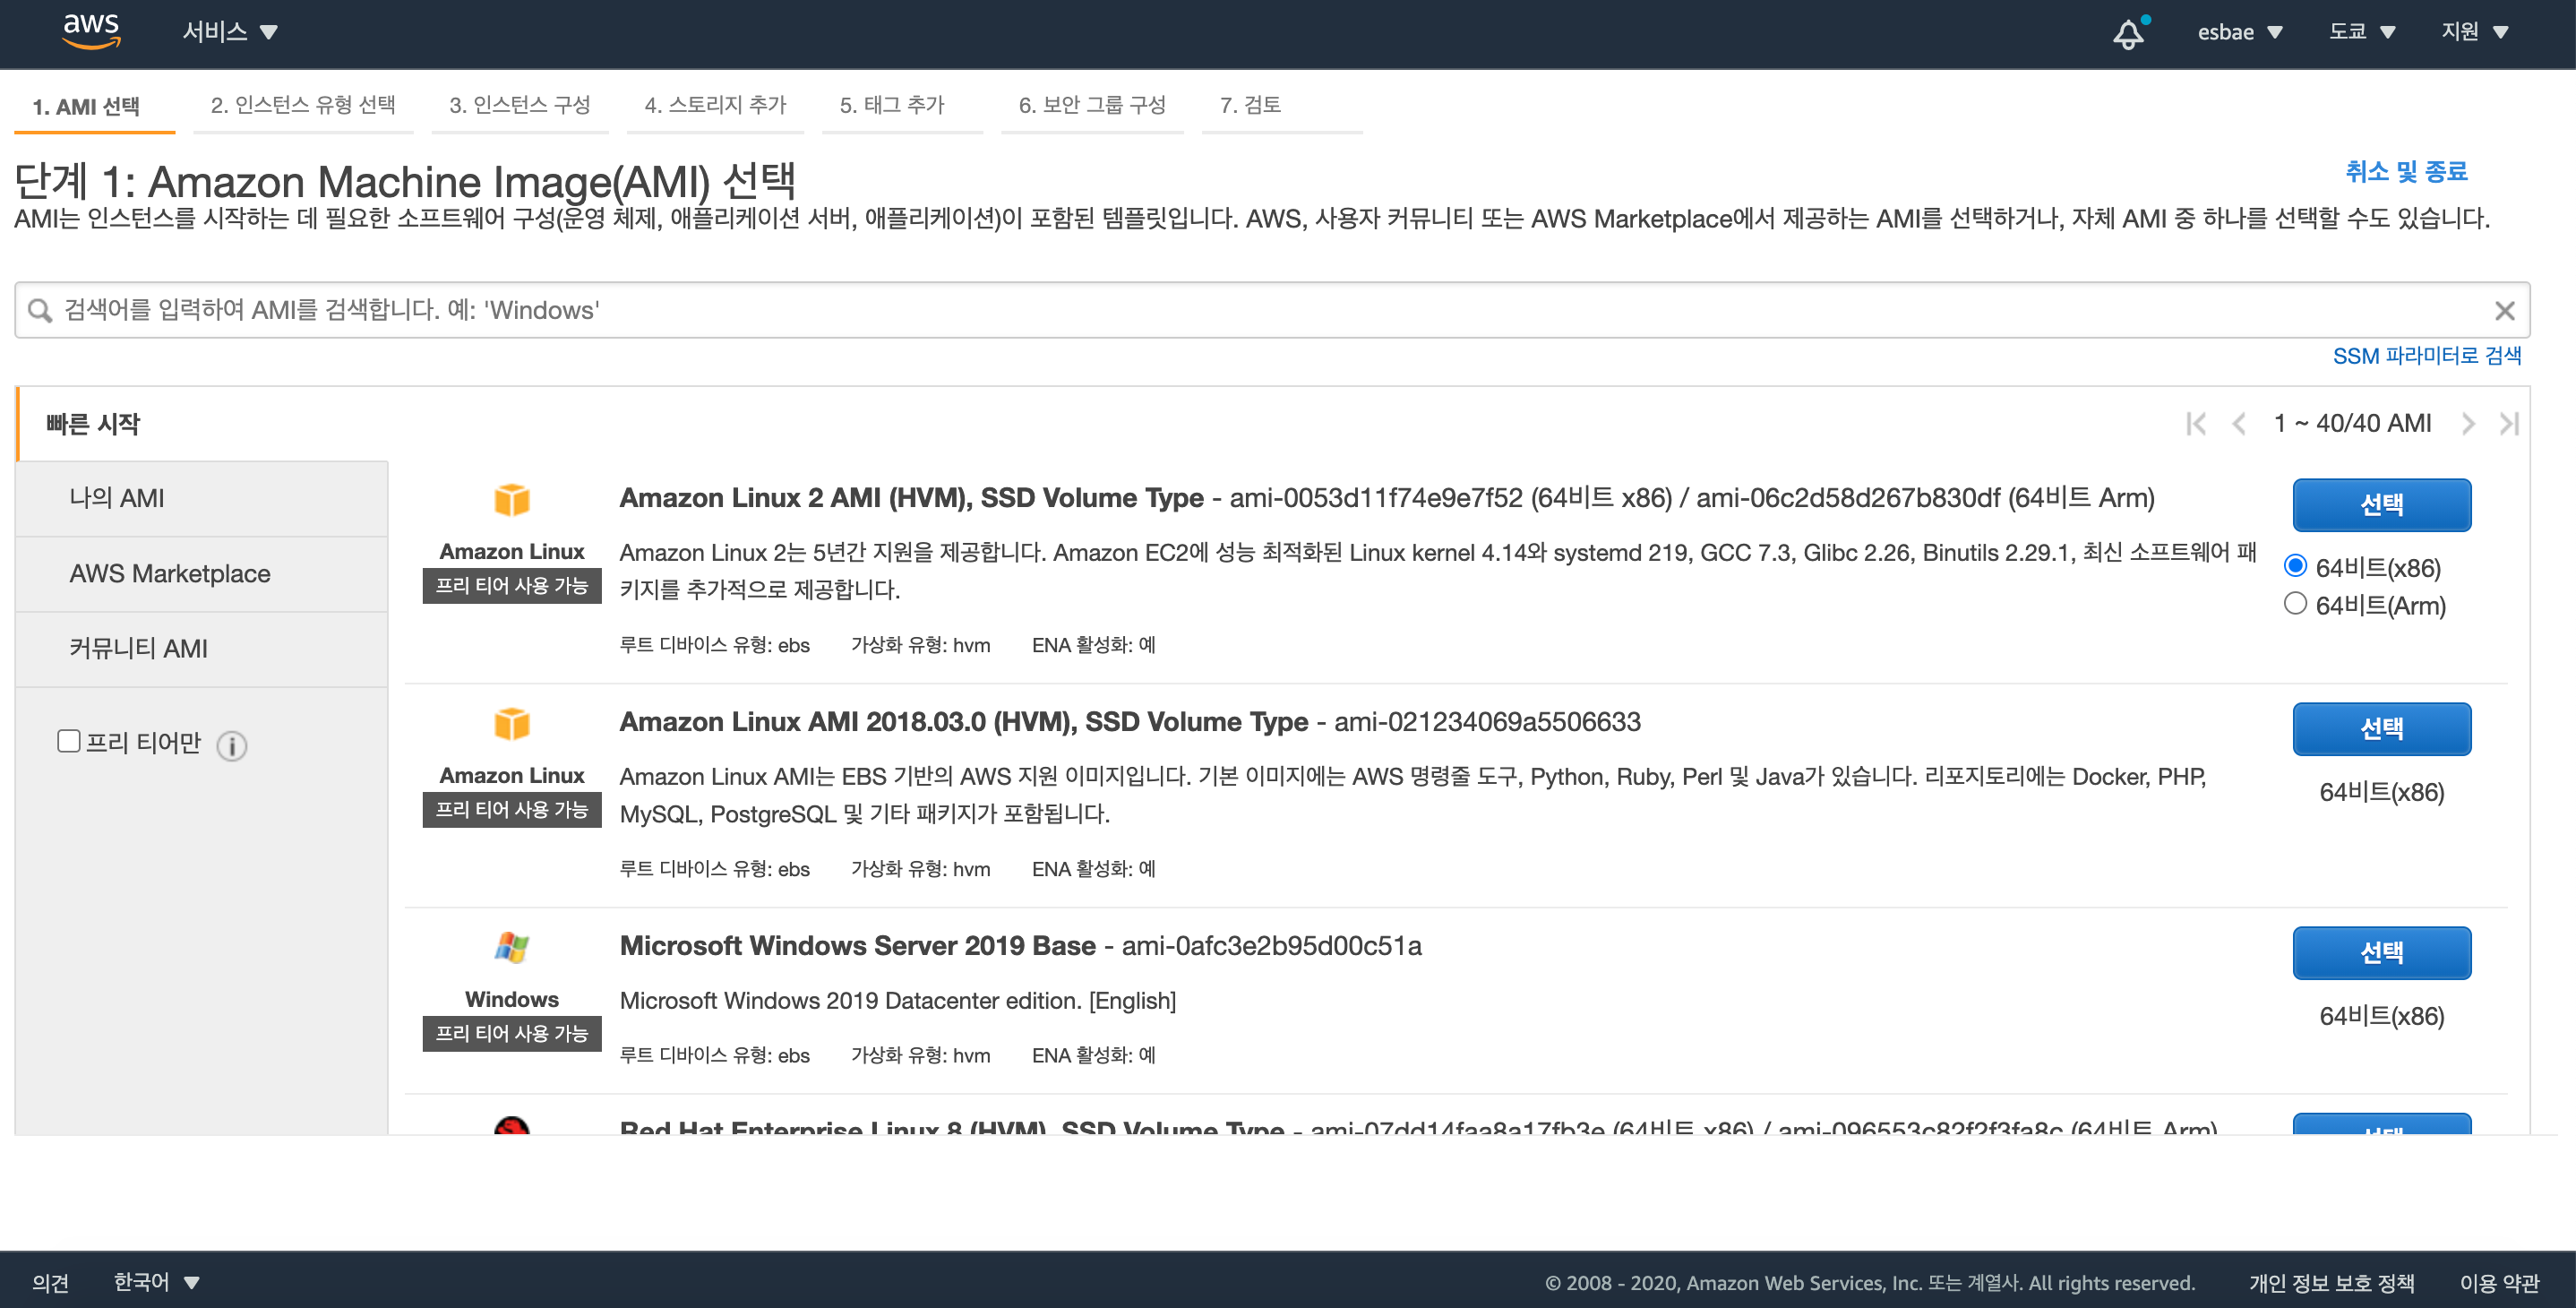 aws 서비스 esbae 도쿄 지원
1. AMI 선택 2. 인스턴스 유형 선택 3. 인스턴스 구성 4. 스토리지 추가 5. 태그 추가 6. 보안 그룹 구성 7. 검토
단계 1: Amazon Machine Image(AMI) 선택
취소 및 종료
AMI는 인스턴스를 시작하는 데 필요한 소프트웨어 구성(운영 체제, 애플리케이션 서버, 애플리케이션)이 포함된 템플릿입니다. AWS, 사용자 커뮤니티 또는 AWS Marketplace에서 제공하는 AMI를 선택하거나, 자체 AMI 중 하나를 선택할 수도 있습니다.
검색어를 입력하여 AMI를 검색합니다. 예: 'Windows'
SSM 파라미터로 검색
빠른 시작
1 ~ 40/40 AMI
나의 AMI
AWS Marketplace
커뮤니티 AMI
프리 티어만
Amazon Linux
프리 티어 사용 가능
Amazon Linux 2 AMI (HVM), SSD Volume Type - ami-0053d11f74e9e7f52 (64비트 x86) / ami-06c2d58d267b830df (64비트 Arm)
Amazon Linux 2는 5년간 지원을 제공합니다. Amazon EC2에 성능 최적화된 Linux kernel 4.14와 systemd 219, GCC 7.3, Glibc 2.26, Binutils 2.29.1, 최신 소프트웨어 패
키지를 추가적으로 제공합니다.
루트 디바이스 유형: ebs 가상화 유형: hvm ENA 활성화: 예
선택
64비트(x86)
64비트(Arm)
Amazon Linux
프리 티어 사용 가능
Amazon Linux AMI 2018.03.0 (HVM), SSD Volume Type - ami-021234069a5506633
Amazon Linux AMI는 EBS 기반의 AWS 지원 이미지입니다. 기본 이미지에는 AWS 명령줄 도구, Python, Ruby, Perl 및 Java가 있습니다. 리포지토리에는 Docker, PHP,
MySQL, PostgreSQL 및 기타 패키지가 포함됩니다.
루트 디바이스 유형: ebs 가상화 유형: hvm ENA 활성화: 예
선택
64비트(x86)
Windows
프리 티어 사용 가능
Microsoft Windows Server 2019 Base - ami-0afc3e2b95d00c51a
Microsoft Windows 2019 Datacenter edition. [English]
루트 디바이스 유형: ebs 가상화 유형: hvm ENA 활성화: 예
선택
64비트(x86)
Red Hat Enterprise Linux 8 (HVM), SSD Volume Type - ami-07dd14faa8a17fb3e (64비트 x86) / ami-096553c82f2f3fa8c (64비트 Arm)
선택
의견 한국어 © 2008 - 2020, Amazon Web Services, Inc. 또는 계열사. All rights reserved. 개인 정보 보호 정책 이용 약관